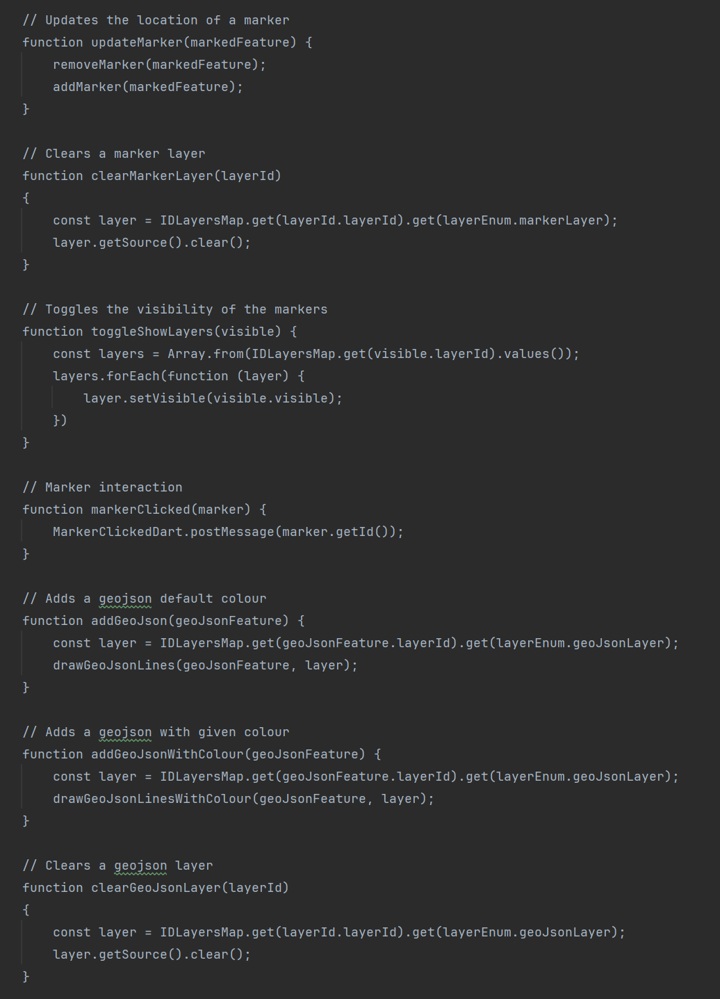 // Updates the location of a marker
function updateMarker(markedFeature) {
    removeMarker(markedFeature);
    addMarker(markedFeature);
}

// Clears a marker layer
function clearMarkerLayer(layerId)
{
    const layer = IDLayersMap.get(layerId.layerId).get(layerEnum.markerLayer);
    layer.getSource().clear();
}

// Toggles the visibility of the markers
function toggleShowLayers(visible) {
    const layers = Array.from(IDLayersMap.get(visible.layerId).values());
    layers.forEach(function (layer) {
        layer.setVisible(visible.visible);
    })
}

// Marker interaction
function markerClicked(marker) {
    MarkerClickedDart.postMessage(marker.getId());
}

// Adds a geojson default colour
function addGeoJson(geoJsonFeature) {
    const layer = IDLayersMap.get(geoJsonFeature.layerId).get(layerEnum.geoJsonLayer);
    drawGeoJsonLines(geoJsonFeature, layer);
}

// Adds a geojson with given colour
function addGeoJsonWithColour(geoJsonFeature) {
    const layer = IDLayersMap.get(geoJsonFeature.layerId).get(layerEnum.geoJsonLayer);
    drawGeoJsonLinesWithColour(geoJsonFeature, layer);
}

// Clears a geojson layer
function clearGeoJsonLayer(layerId)
{
    const layer = IDLayersMap.get(layerId.layerId).get(layerEnum.geoJsonLayer);
    layer.getSource().clear();
}